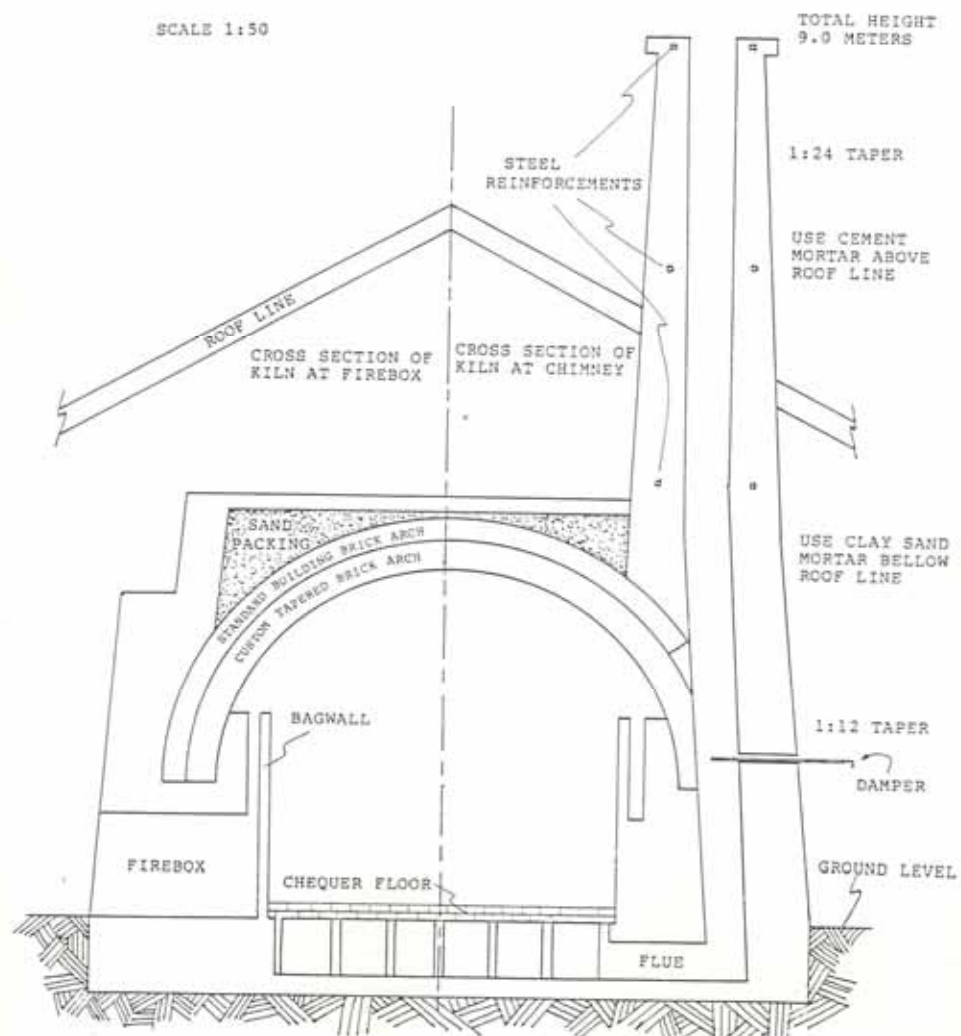 SCALE 1:50
TOTAL HEIGHT
9.0 METERS
1:24 TAPER
STEEL
REINFORCEMENTS
USE CEMENT
MORTAR ABOVE
ROOF LINE
ROOF LINE
CROSS SECTION OF
KILN AT FIREBOX
CROSS SECTION OF
KILN AT CHIMNEY
SAND
PACKING
STANDARD BUILDING BRICK ARCH
CUSTOM TAPERED BRICK ARCH
USE CLAY SAND
MORTAR BELLOW
ROOF LINE
BAGWALL
1:12 TAPER
DAMPER
FIREBOX
CHEQUER FLOOR
GROUND LEVEL
FLUE